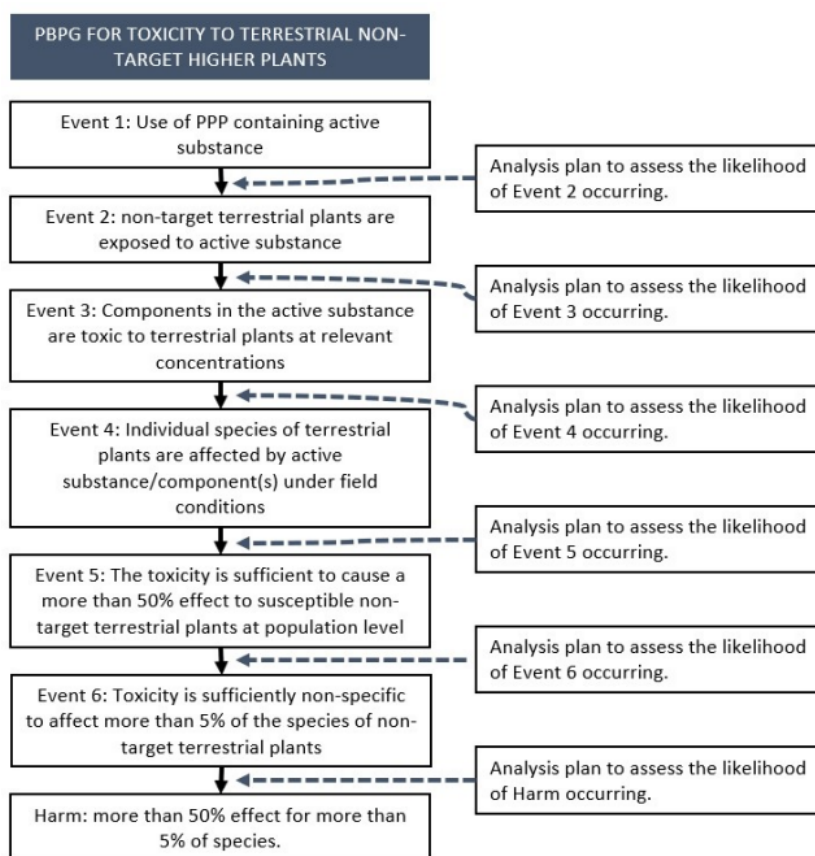 PBPG FOR TOXICITY TO TERRESTRIAL NON-
TARGET HIGHER PLANTS
Event 1: Use of PPP containing active
substance
Analysis plan to assess the likelihood
of Event 2 occurring.
Event 2: non-target terrestrial plants are
exposed to active substance
Analysis plan to assess the likelihood
of Event 3 occurring.
Event 3: Components in the active substance
are toxic to terrestrial plants at relevant
concentrations
Analysis plan to assess the likelihood
of Event 4 occurring.
Event 4: Individual species of terrestrial
plants are affected by active
substance/component(s) under field
conditions
Analysis plan to assess the likelihood
of Event 5 occurring.
Event 5: The toxicity is sufficient to cause a
more than 50% effect to susceptible non-
target terrestrial plants at population level
Analysis plan to assess the likelihood
of Event 6 occurring.
Event 6: Toxicity is sufficiently non-specific
to affect more than 5% of the species of non-
target terrestrial plants
Analysis plan to assess the likelihood
of Harm occurring.
Harm: more than 50% effect for more than
5% of species.